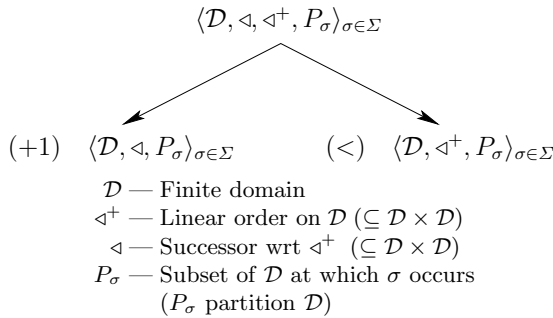 ⟨𝒟, ◃, ◃⁺, P_σ⟩_{σ∈Σ}
(+1) ⟨𝒟, ◃, P_σ⟩_{σ∈Σ} (<) ⟨𝒟, ◃⁺, P_σ⟩_{σ∈Σ}
𝒟 — Finite domain
◃⁺ — Linear order on 𝒟 (⊆ 𝒟 × 𝒟)
◃ — Successor wrt ◃⁺ (⊆ 𝒟 × 𝒟)
P_σ — Subset of 𝒟 at which σ occurs
(P_σ partition 𝒟)